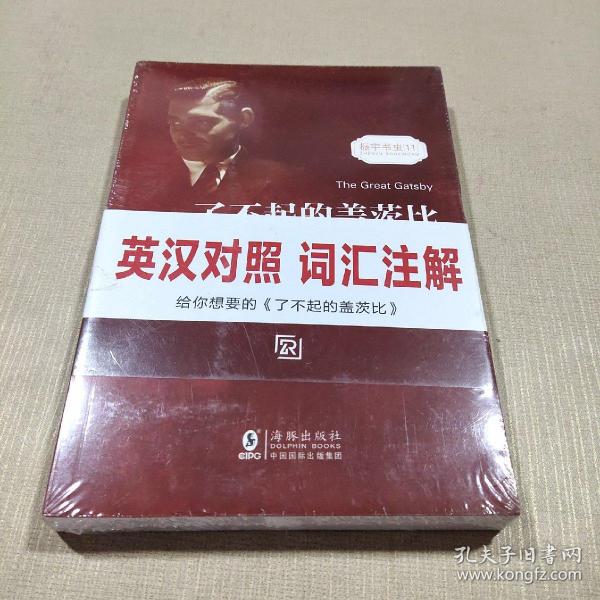 振宇书虫11
The Great Gatsby
了不起的盖茨比
英汉对照 词汇注解
给你想要的《了不起的盖茨比》
海豚出版社
DOLPHIN BOOKS
CIPG 中国国际出版集团
孔夫子旧书网
www.kongfz.com